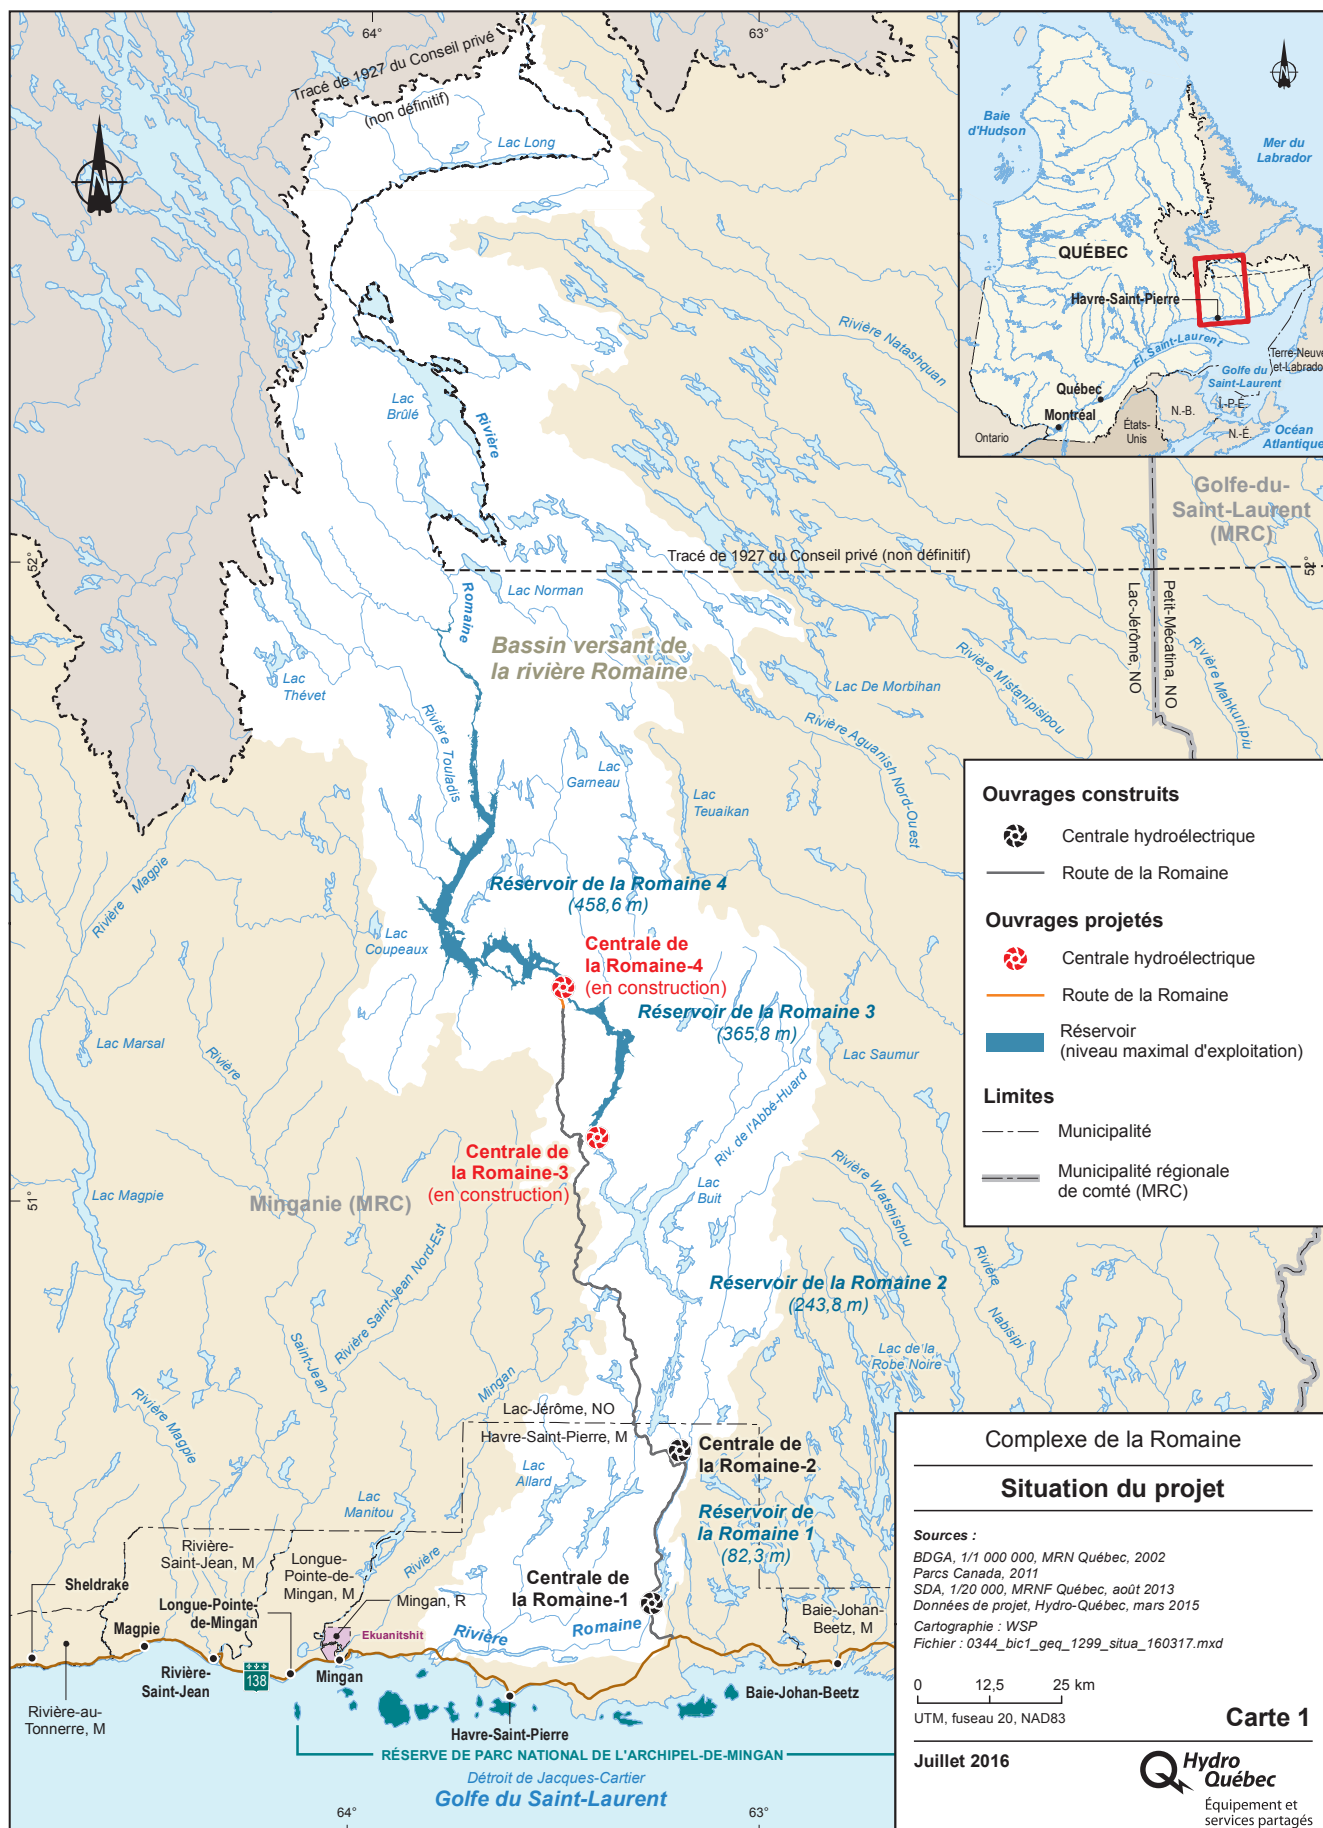 64°
63°
Tracé de 1927 du Conseil privé
(non définitif)
Lac Long
N
Rivière Natashquan
Lac
Brûlé
Rivière
Tracé de 1927 du Conseil privé (non définitif)
52°
52°
Lac Norman
Romaine
Bassin versant de
la rivière Romaine
Lac
Thévet
Rivière Touladis
Lac De Morbihan
Rivière Mistanipisipou
Rivière Aguanish Nord-Ouest
Lac
Garneau
Lac
Teuaikan
Golfe-du-
Saint-Laurent
(MRC)
Lac-Jérôme, NO
Petit-Mécatina, NO
Rivière Mahkunipiu
Rivière Magpie
Réservoir de la Romaine 4
(458,6 m)
Lac
Coupeaux
Centrale de
la Romaine-4
(en construction)
Réservoir de la Romaine 3
(365,8 m)
Lac Marsal
Rivière
Lac Saumur
Riv. de l'Abbé-Huard
Centrale de
la Romaine-3
(en construction)
Rivière Watshishou
51°
Lac Magpie
Minganie (MRC)
Lac
Buit
Rivière Saint-Jean Nord-Est
Réservoir de la Romaine 2
(243,8 m)
Rivière
Nabisipi
Saint-Jean
Lac de la
Robe Noire
Mingan
Rivière Magpie
Lac-Jérôme, NO
Havre-Saint-Pierre, M
Centrale de
la Romaine-2
Lac
Allard
Lac
Manitou
Réservoir de
la Romaine 1
(82,3 m)
Rivière-
Saint-Jean, M
Longue-
Pointe-de-
Mingan, M
Rivière
Sheldrake
Centrale de
la Romaine-1
Mingan, R
Longue-Pointe-
de-Mingan
Baie-Johan-
Beetz, M
Magpie
Ekuanitshit
Rivière
Romaine
Rivière-
Saint-Jean
138
Mingan
Rivière-au-
Tonnerre, M
Baie-Johan-Beetz
Havre-Saint-Pierre
RÉSERVE DE PARC NATIONAL DE L'ARCHIPEL-DE-MINGAN
Détroit de Jacques-Cartier
Golfe du Saint-Laurent
64°
63°
N
Baie
d'Hudson
Mer du
Labrador
QUÉBEC
Havre-Saint-Pierre
Fl. Saint-Laurent
Terre-Neuve
-et-Labrador
Golfe du
Saint-Laurent
Québec
Montréal
Î.-P.-É.
N.-B.
N.-É.
États-
Unis
Ontario
Océan
Atlantique
Ouvrages construits
Centrale hydroélectrique
Route de la Romaine
Ouvrages projetés
Centrale hydroélectrique
Route de la Romaine
Réservoir
(niveau maximal d'exploitation)
Limites
Municipalité
Municipalité régionale
de comté (MRC)
Complexe de la Romaine
Situation du projet
Sources :
BDGA, 1/1 000 000, MRN Québec, 2002
Parcs Canada, 2011
SDA, 1/20 000, MRNF Québec, août 2013
Données de projet, Hydro-Québec, mars 2015
Cartographie : WSP
Fichier : 0344_bic1_geq_1299_situa_160317.mxd
0 12,5 25 km
UTM, fuseau 20, NAD83
Carte 1
Juillet 2016
Hydro
Québec
Équipement et
services partagés